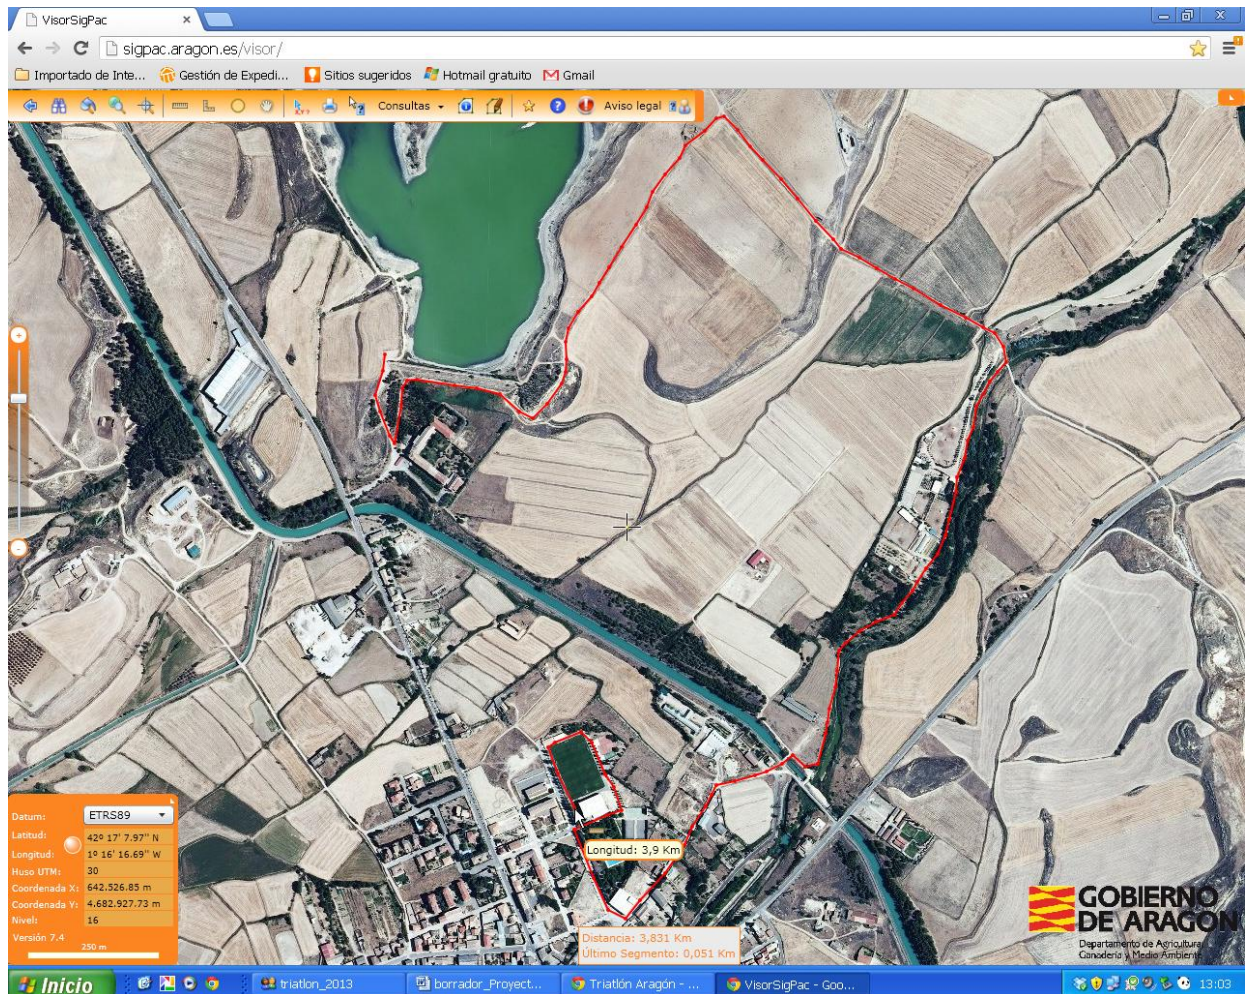 VisorSigPac
sigpac.aragon.es/visor/
Importado de Inte... Gestión de Expedi... Sitios sugeridos Hotmail gratuito Gmail
Consultas Aviso legal
Longitud: 3,9 Km
Datum: ETRS89
Latitud: 42º 17' 7.97'' N
Longitud: 1º 16' 16.69'' W
Huso UTM: 30
Coordenada X: 642.526.85 m
Coordenada Y: 4.682.927.73 m
Nivel: 16
Versión 7.4
250 m
Distancia: 3,831 Km
Último Segmento: 0,051 Km
GOBIERNO
DE ARAGON
Departamento de Agricultura,
Ganadería y Medio Ambiente
Inicio triatlon_2013 borrador_Proyect... Triatlón Aragón - ... VisorSigPac - Goo... 13:03